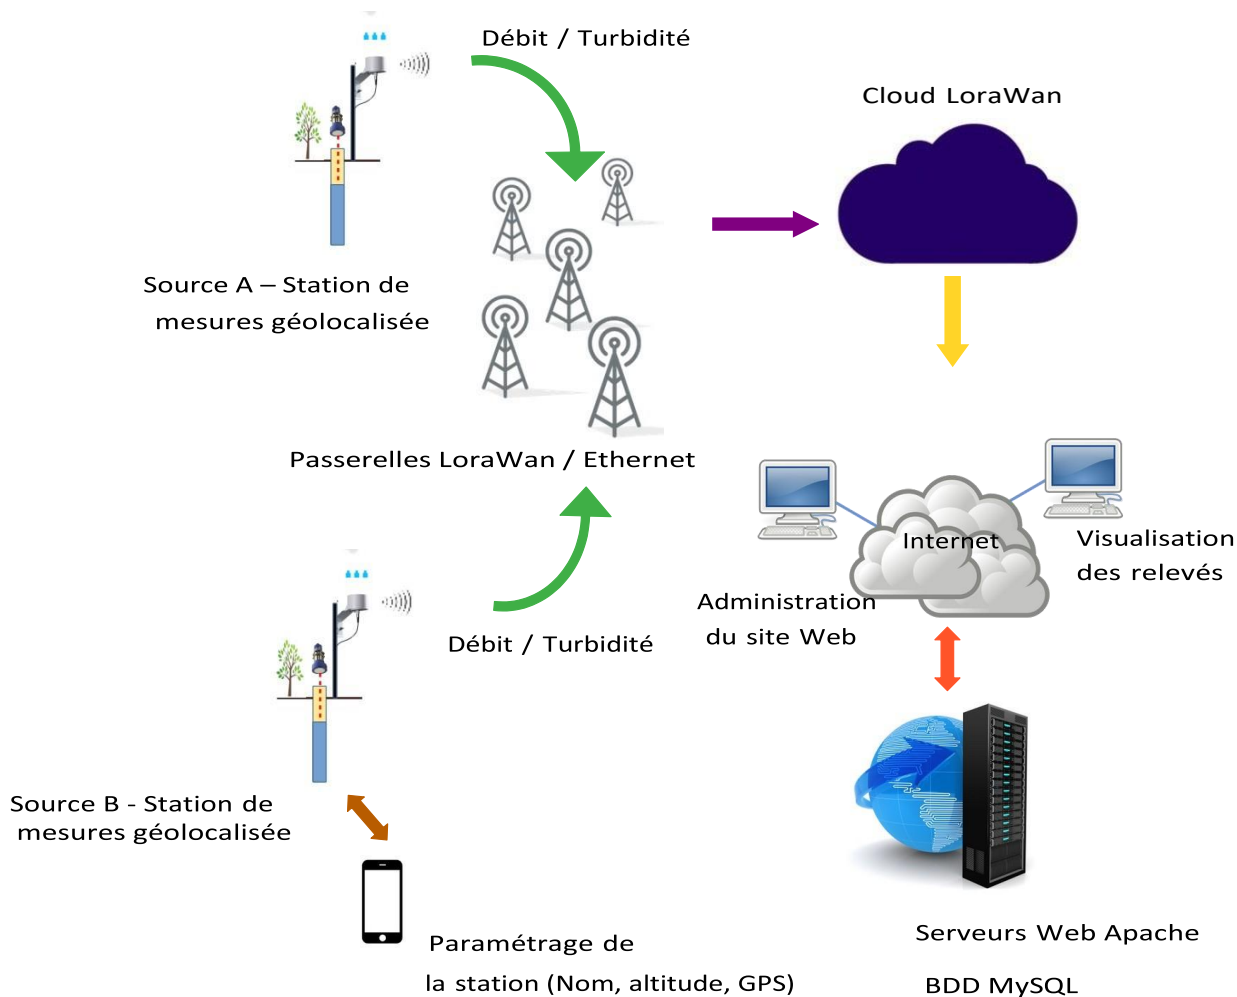 Débit / Turbidité
Cloud LoraWan
Source A – Station de
mesures géolocalisée
Passerelles LoraWan / Ethernet
Internet
Visualisation
des relevés
Administration
du site Web
Débit / Turbidité
Source B - Station de
mesures géolocalisée
Paramétrage de
la station (Nom, altitude, GPS)
Serveurs Web Apache
BDD MySQL